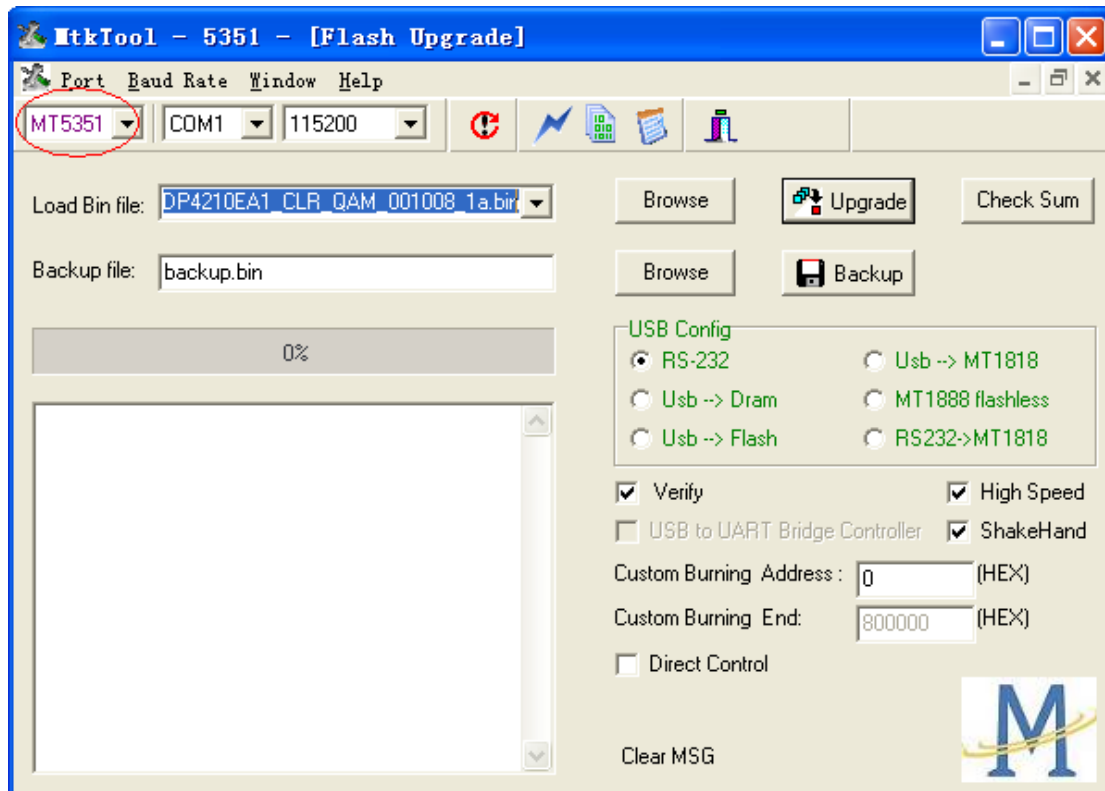 MtkTool - 5351 - [Flash Upgrade]
Port Baud Rate Window Help
MT5351 COM1 115200
Load Bin file: DP4210EA1_CLR_QAM_001008_1a.bin Browse Upgrade Check Sum
Backup file: backup.bin Browse Backup
0%
USB Config
RS-232 Usb --> MT1818
Usb --> Dram MT1888 flashless
Usb --> Flash RS232->MT1818
Verify High Speed
USB to UART Bridge Controller ShakeHand
Custom Burning Address : 0 (HEX)
Custom Burning End: 800000 (HEX)
Direct Control
Clear MSG
M